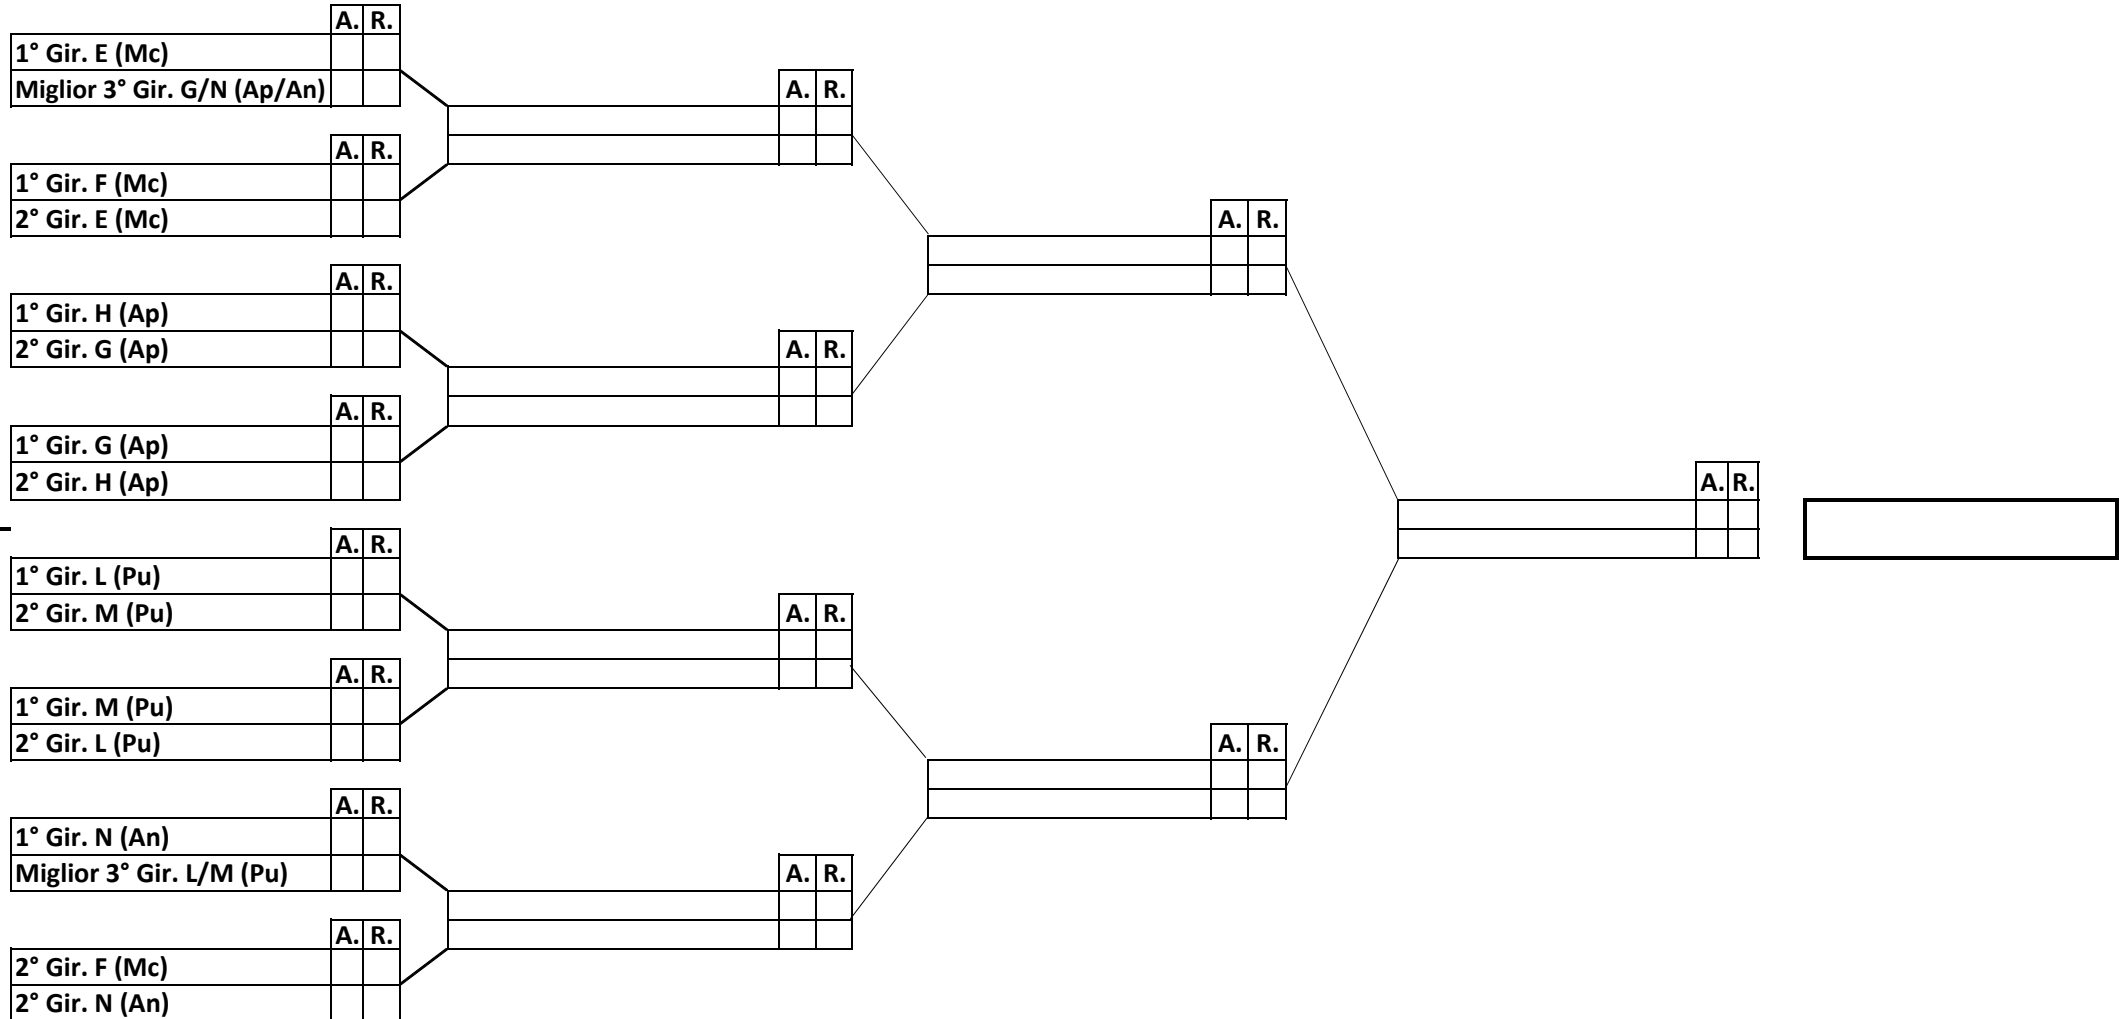 A. R.
1° Gir. E (Mc)
Miglior 3° Gir. G/N (Ap/An)
A. R.
1° Gir. F (Mc)
2° Gir. E (Mc)
A. R.
1° Gir. H (Ap)
2° Gir. G (Ap)
A. R.
1° Gir. G (Ap)
2° Gir. H (Ap)
A. R.
1° Gir. L (Pu)
2° Gir. M (Pu)
A. R.
1° Gir. M (Pu)
2° Gir. L (Pu)
A. R.
1° Gir. N (An)
Miglior 3° Gir. L/M (Pu)
A. R.
2° Gir. F (Mc)
2° Gir. N (An)
A. R.
A. R.
A. R.
A. R.
A. R.
A. R.
A. R.